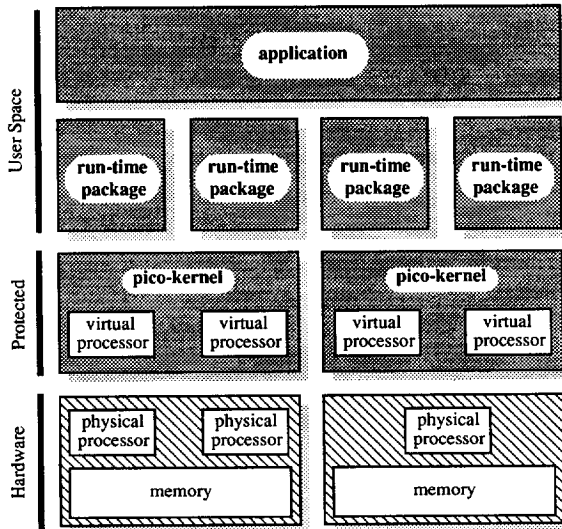 User Space
application
run-time
package
run-time
package
run-time
package
run-time
package
Protected
pico-kernel
virtual
processor
virtual
processor
pico-kernel
virtual
processor
virtual
processor
Hardware
physical
processor
physical
processor
memory
physical
processor
memory